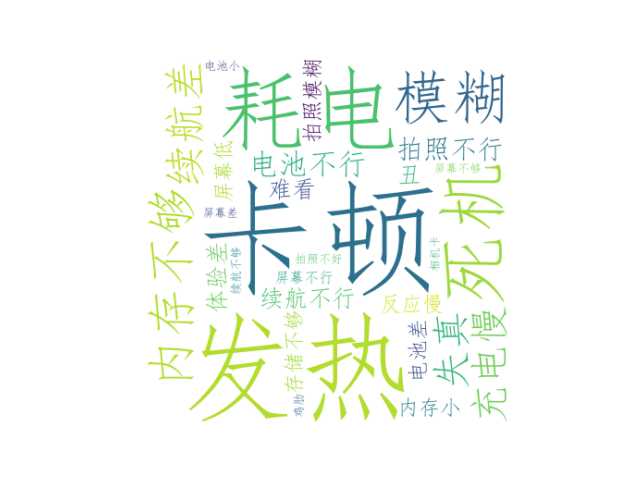 电池小
续航差
耗电
拍照模糊
模糊
屏幕低
电池不行
拍照不行
难看
丑
屏幕不够
内存不够
屏幕差
卡顿
死机
体验差
续航不够
拍照不好
相机卡
屏幕不行
续航不行
反应慢
发热
存储不够
电池差
失真
充电慢
鸡肋
内存小